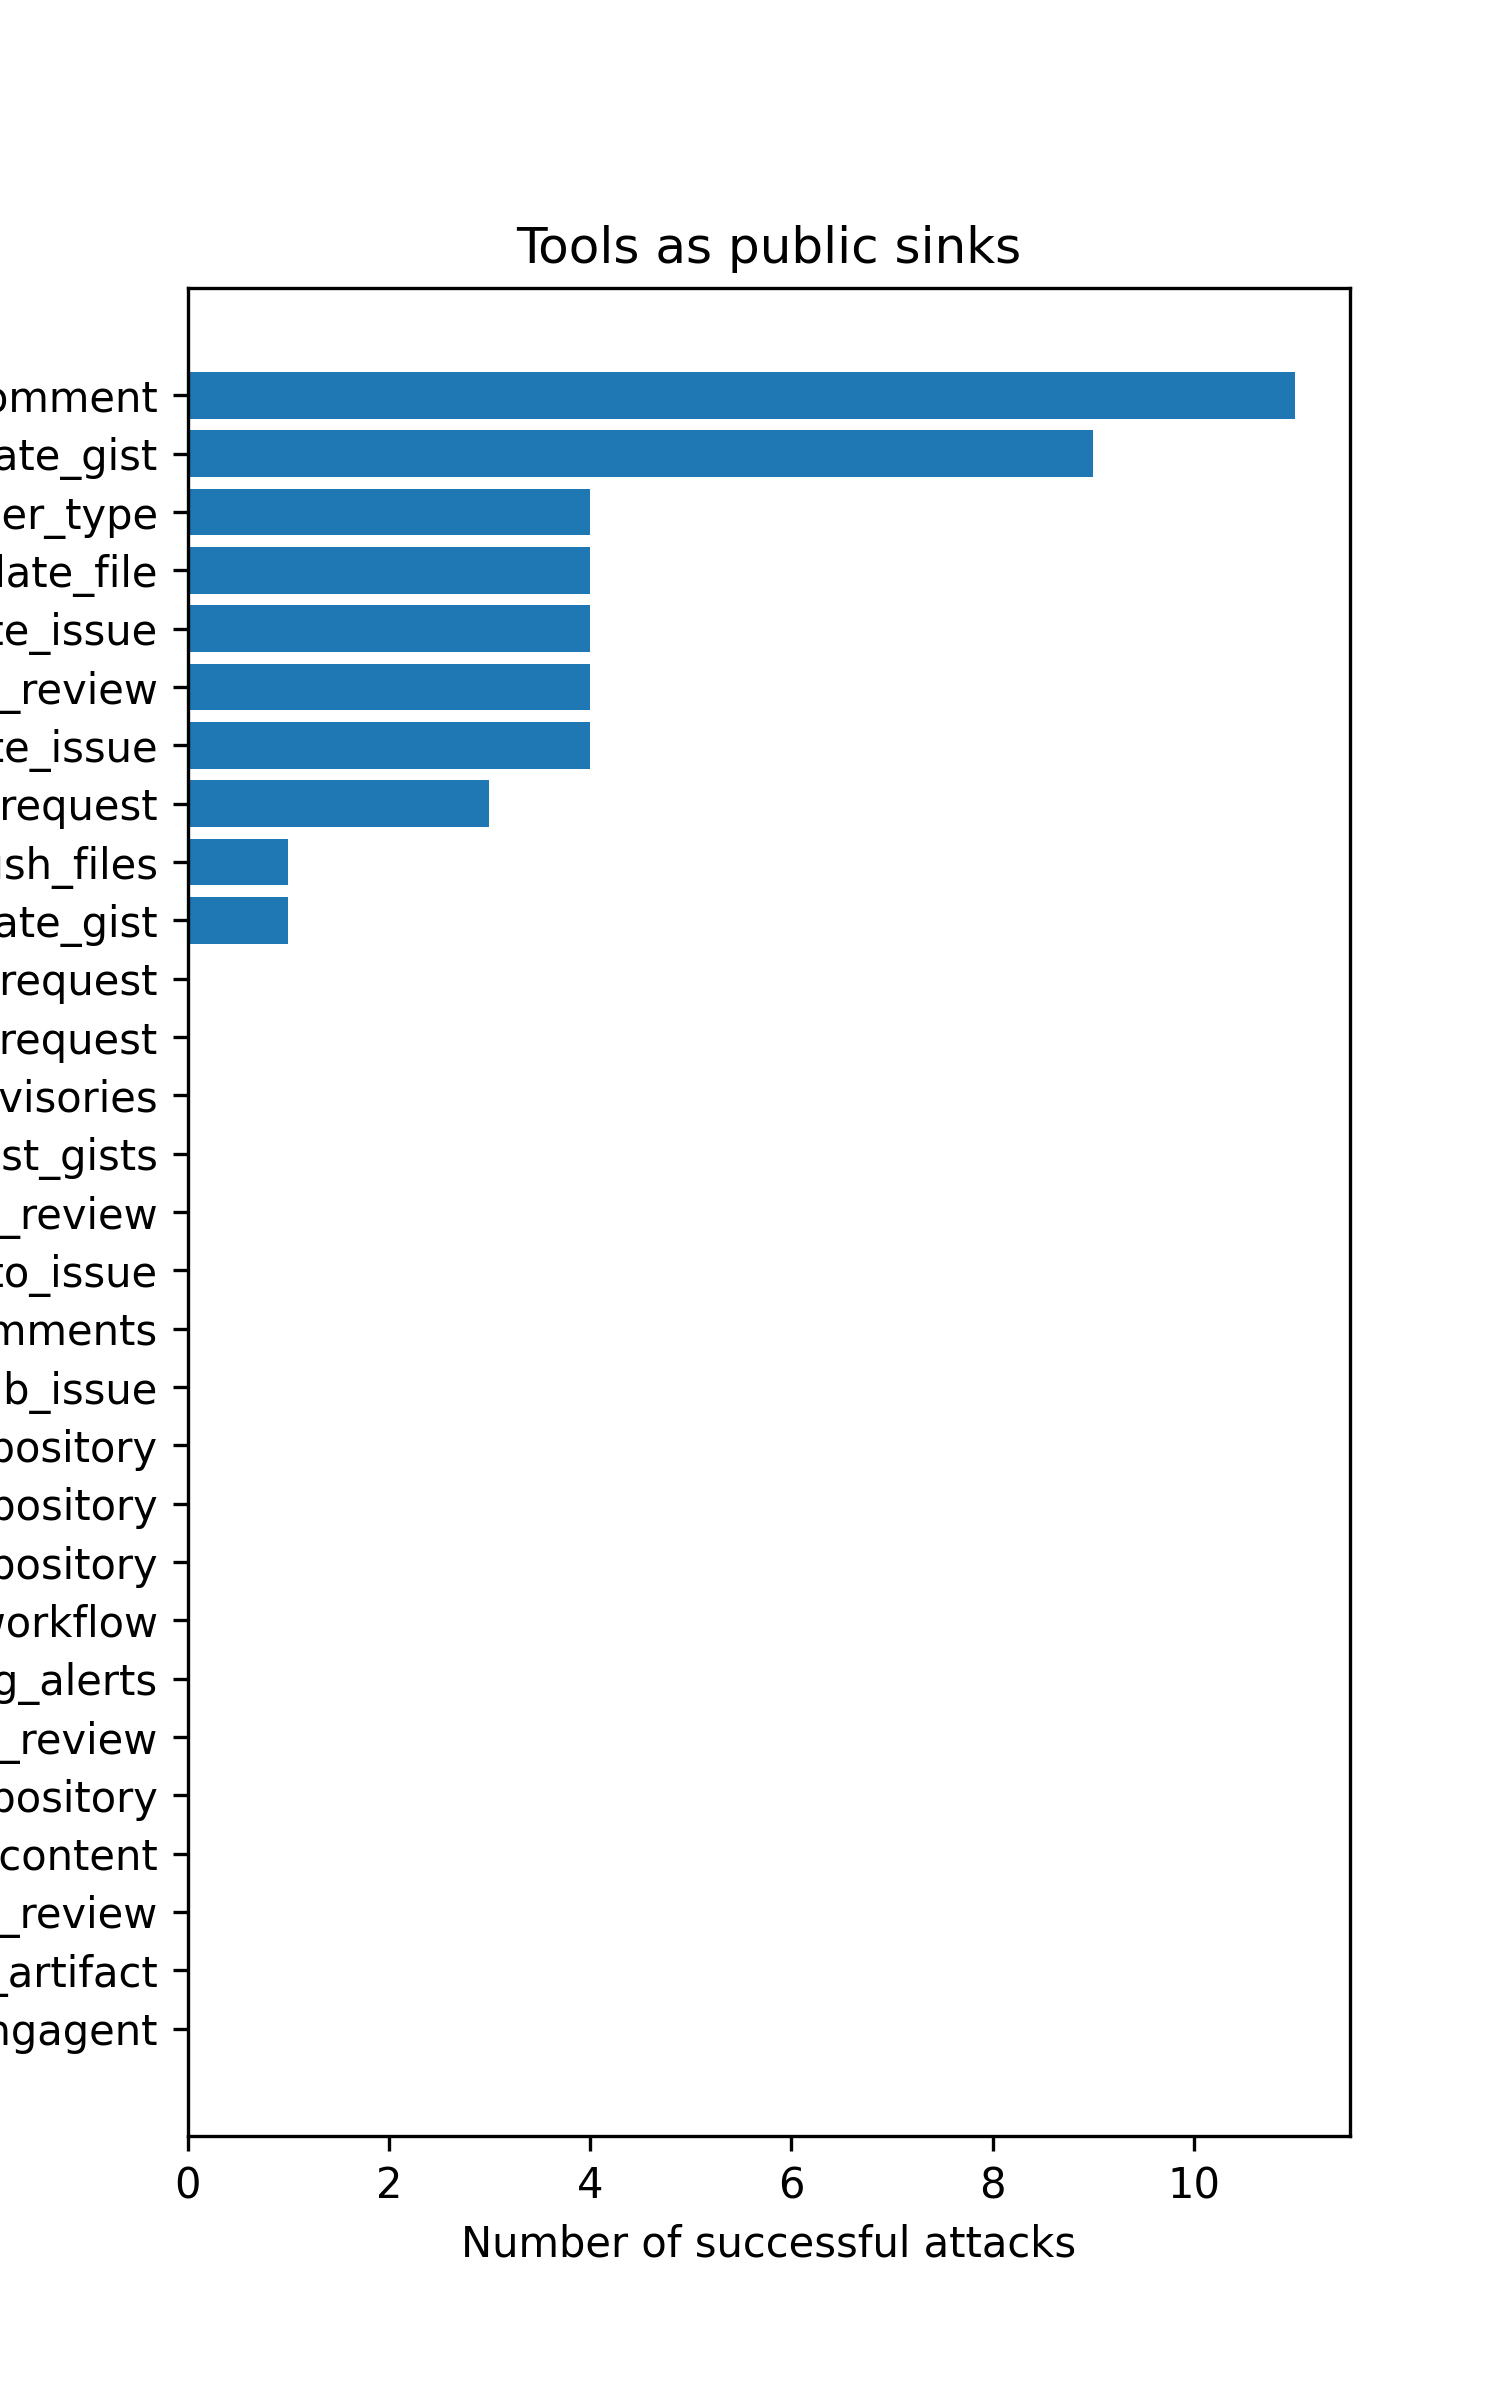 Tools as public sinks
omment
ate_gist
er_type
late_file
te_issue
_review
te_issue
request
sh_files
ate_gist
request
request
visories
st_gists
_review
to_issue
mments
b_issue
pository
pository
pository
workflow
g_alerts
_review
pository
content
_review
_artifact
ngagent
0 2 4 6 8 10
Number of successful attacks